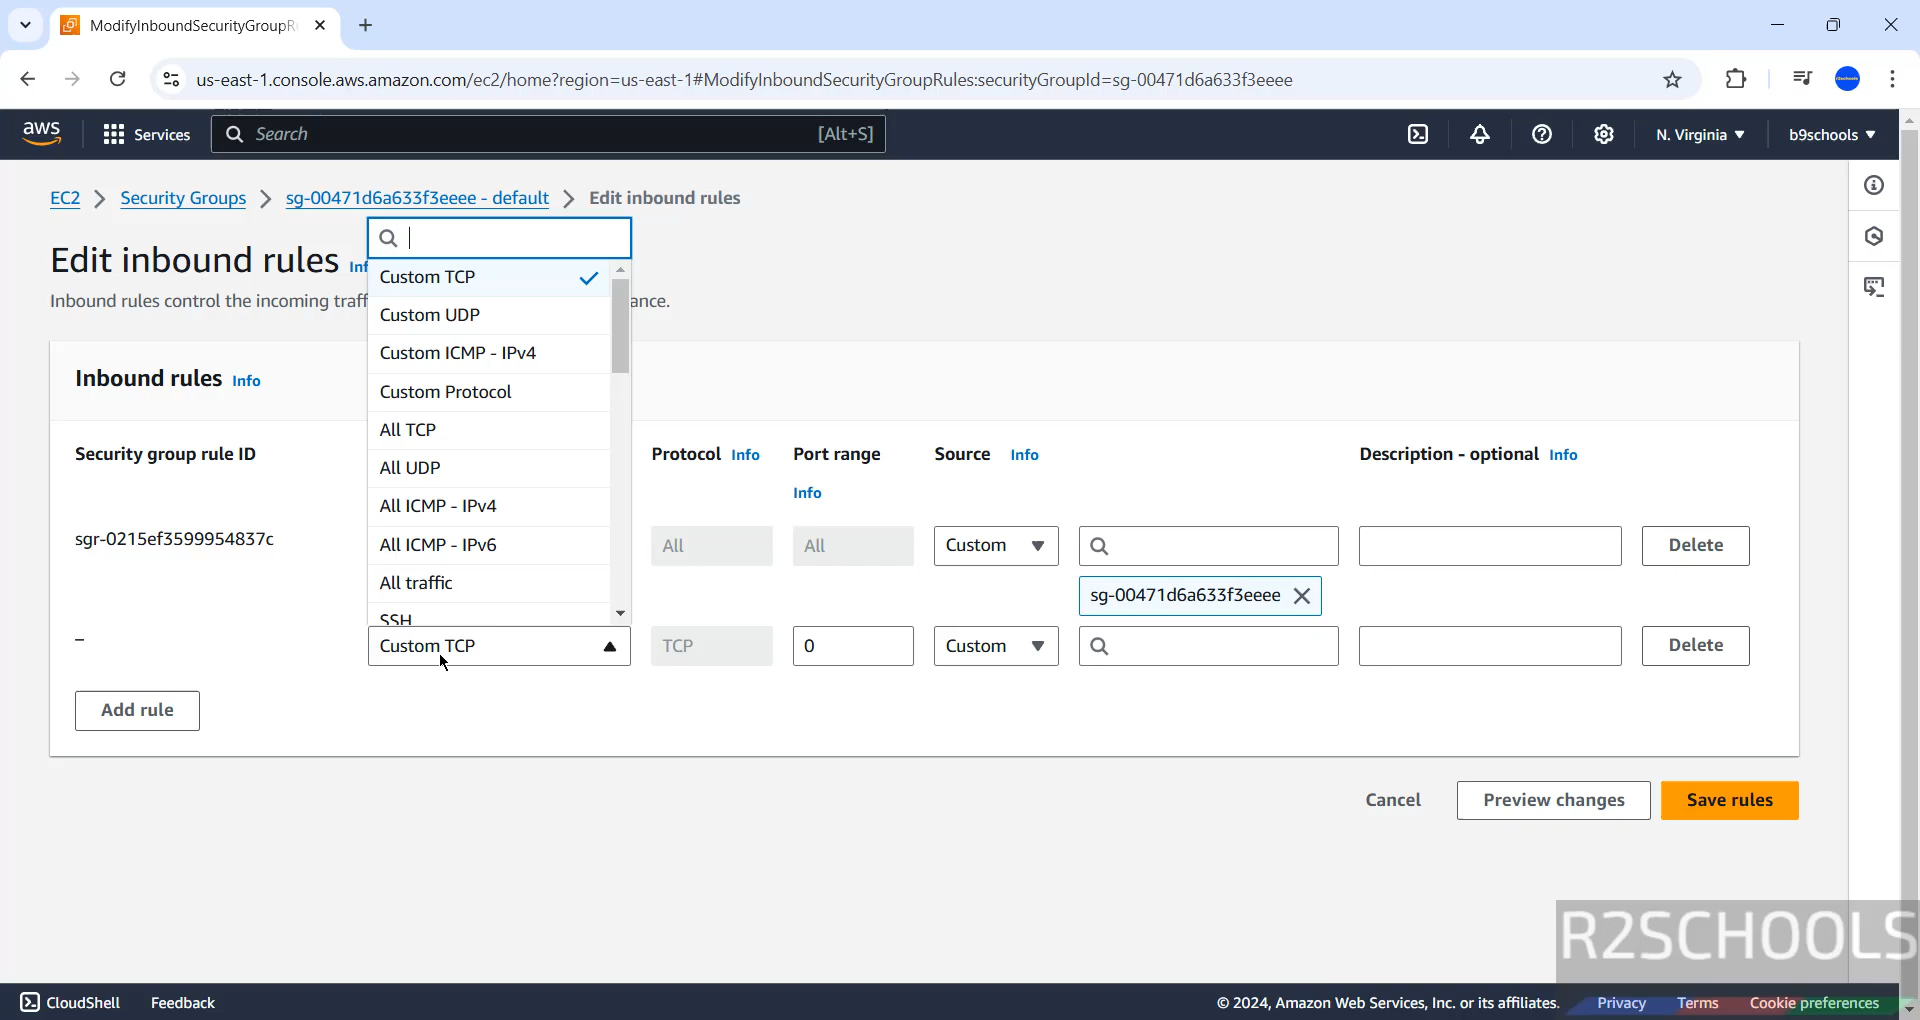 ModifyInboundSecurityGroupR
us-east-1.console.aws.amazon.com/ec2/home?region=us-east-1#ModifyInboundSecurityGroupRules:securityGroupId=sg-00471d6a633f3eeee
aws Services Search [Alt+S] N. Virginia b9schools
EC2 Security Groups sg-00471d6a633f3eeee - default Edit inbound rules
Edit inbound rules Inf
Inbound rules control the incoming traff ance.
Custom TCP
Custom UDP
Custom ICMP - IPv4
Custom Protocol
All TCP
All UDP
All ICMP - IPv4
All ICMP - IPv6
All traffic
SSH
Inbound rules Info
Security group rule ID Protocol Info Port range Source Info Description - optional Info
Info
sgr-0215ef3599954837c All All Custom Delete
sg-00471d6a633f3eeee
– Custom TCP TCP 0 Custom Delete
Add rule
Cancel Preview changes Save rules
R2SCHOOLS
CloudShell Feedback © 2024, Amazon Web Services, Inc. or its affiliates. Privacy Terms Cookie preferences